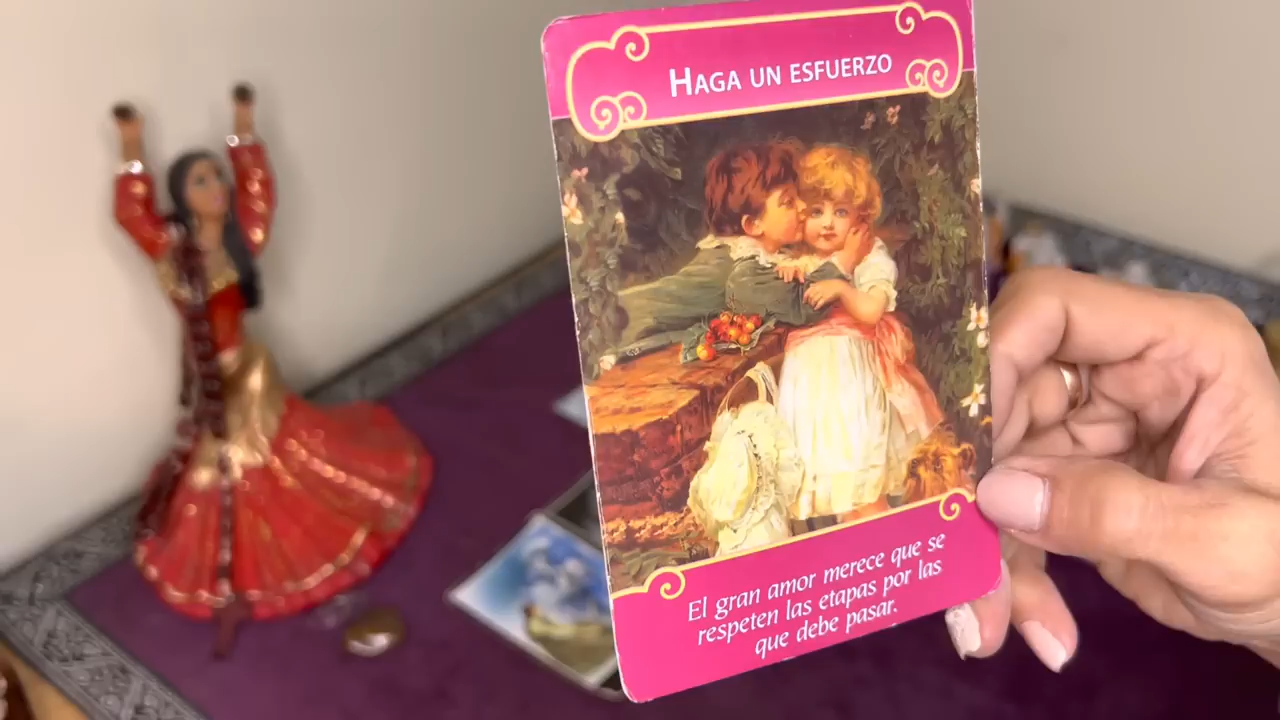 HAGA UN ESFUERZO
El gran amor merece que se
respeten las etapas por las
que debe pasar.